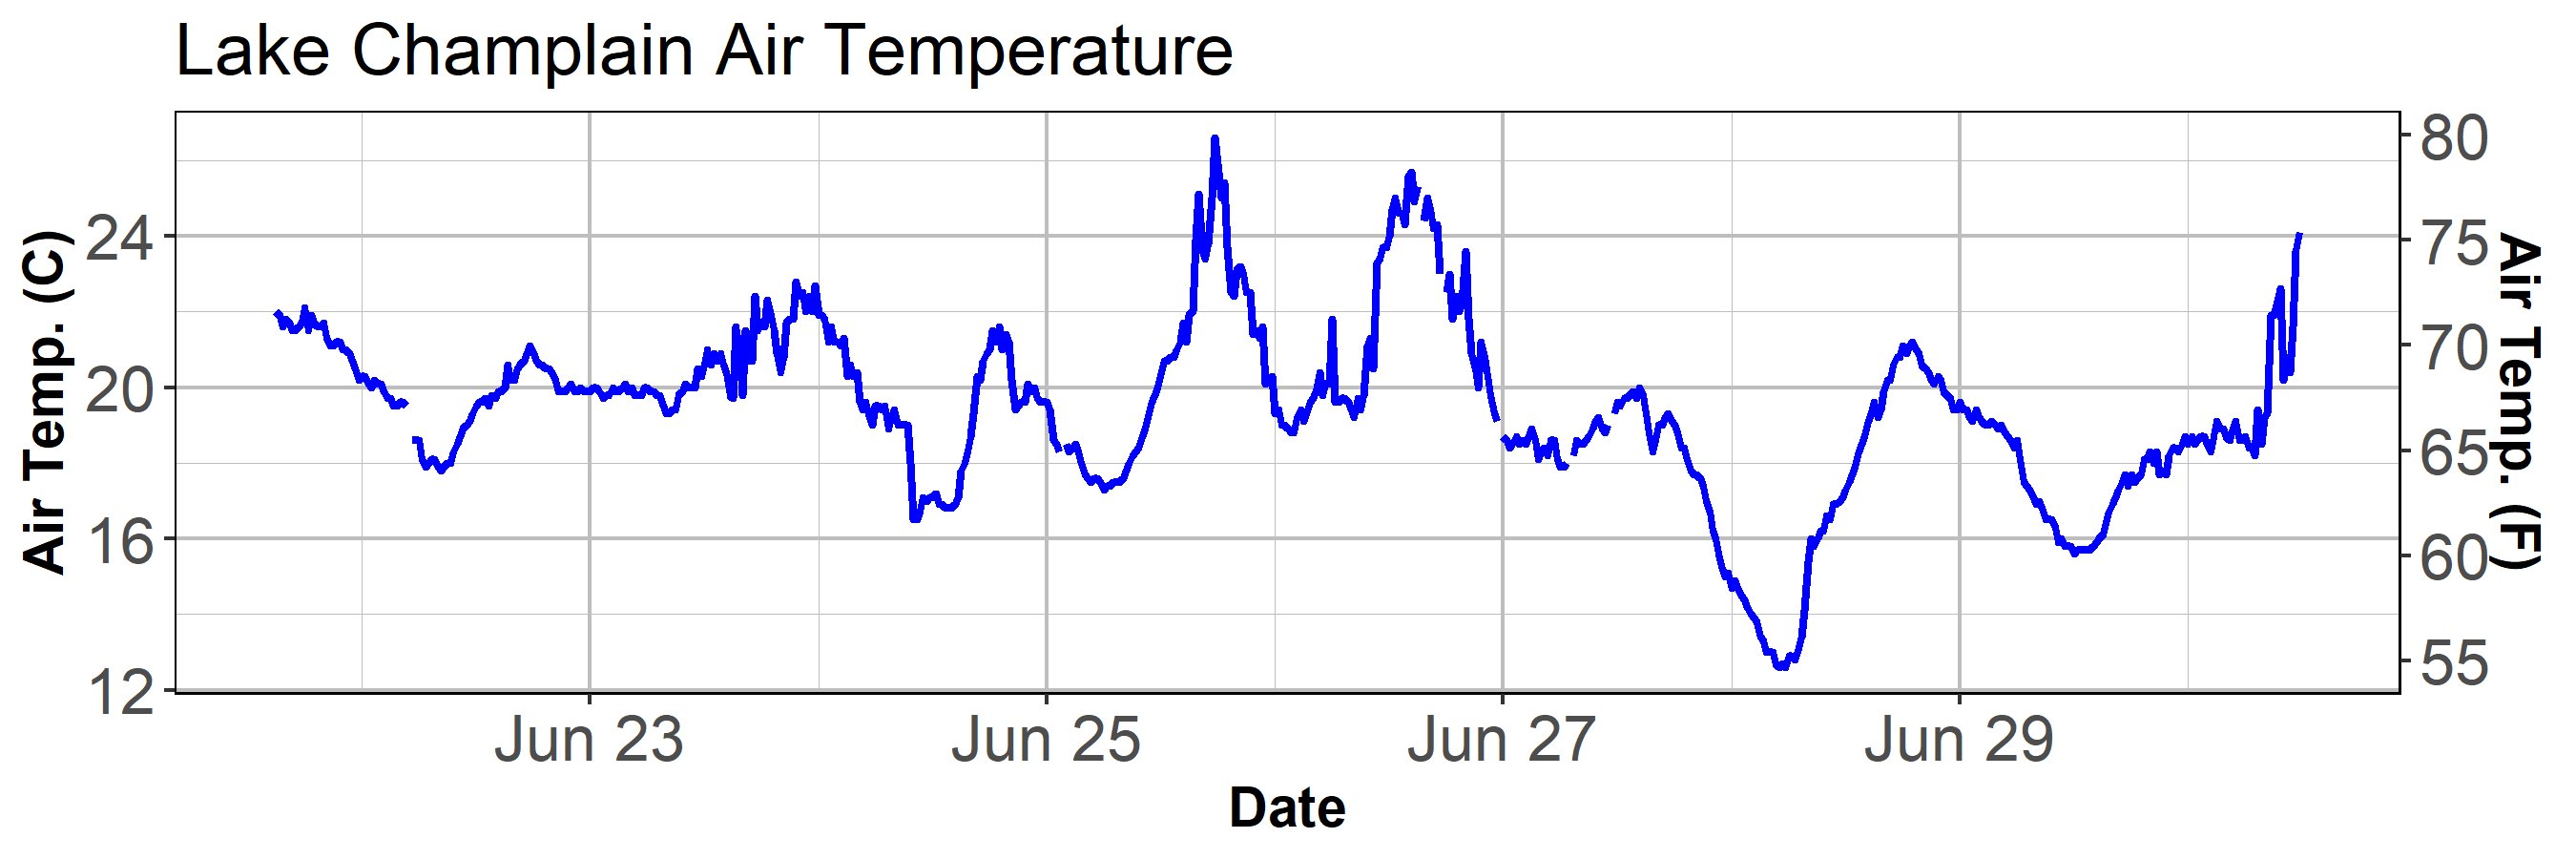 Lake Champlain Air Temperature
Air Temp. (C)
24
20
16
12
80
75
70
65
60
55
Air Temp. (F)
Jun 23
Jun 25
Jun 27
Jun 29
Date